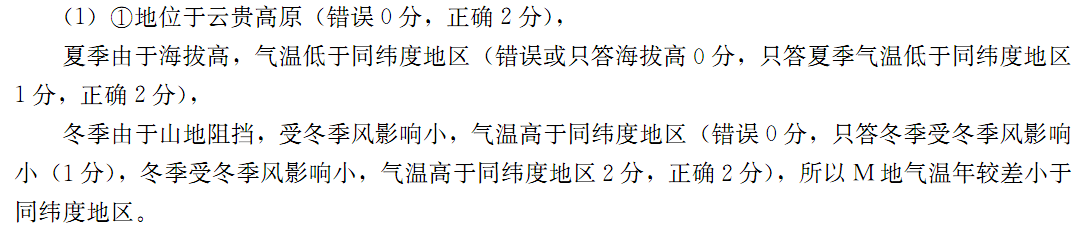 （1）①地位于云贵高原（错误0分，正确2分），
夏季由于海拔高，气温低于同纬度地区（错误或只答海拔高0分，只答夏季气温低于同纬度地区
1分，正确2分），
冬季由于山地阻挡，受冬季风影响小，气温高于同纬度地区（错误0分，只答冬季受冬季风影响
小（1分），冬季受冬季风影响小，气温高于同纬度地区2分，正确2分），所以M地气温年较差小于
同纬度地区。